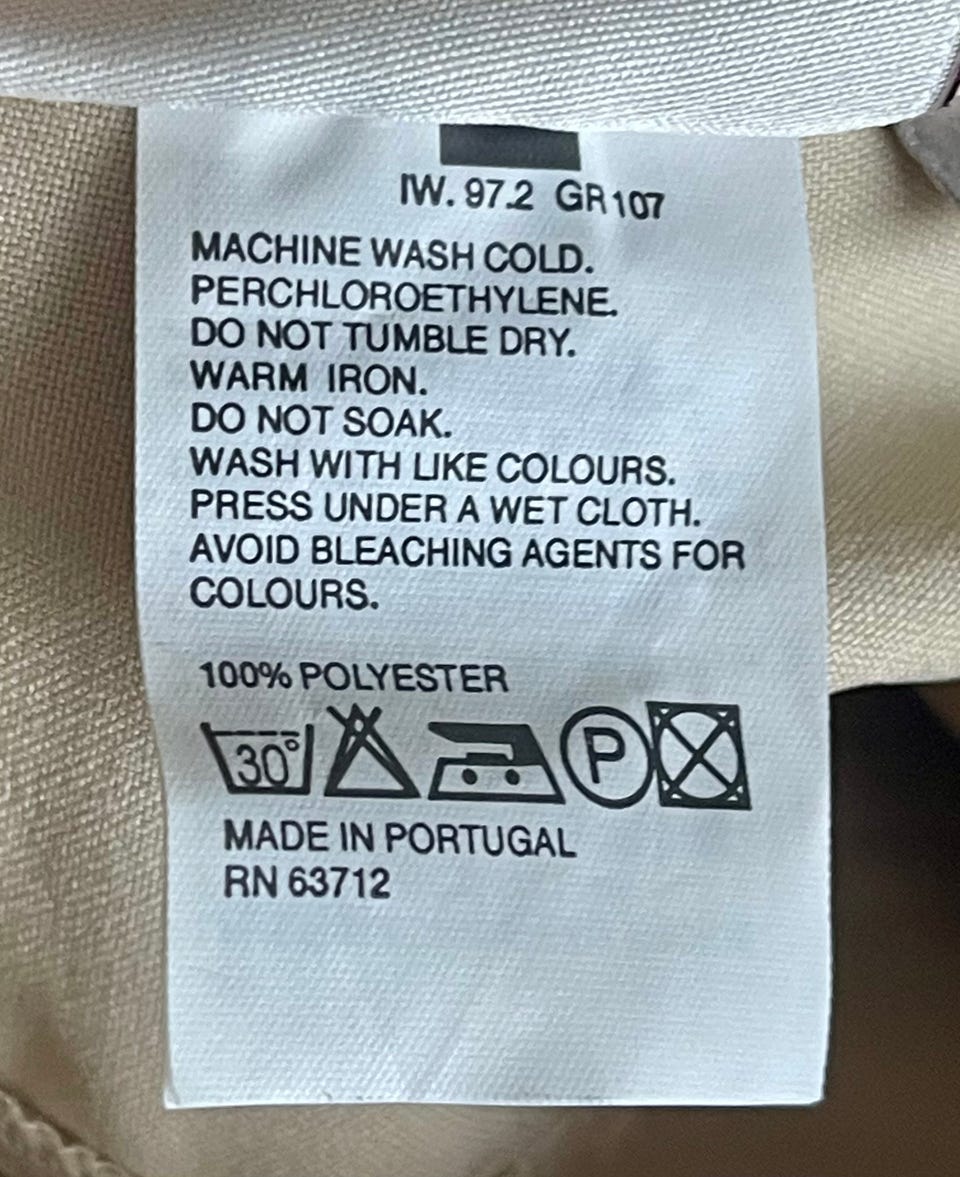 IW. 97.2 GR107
MACHINE WASH COLD.
PERCHLOROETHYLENE.
DO NOT TUMBLE DRY.
WARM IRON.
DO NOT SOAK.
WASH WITH LIKE COLOURS.
PRESS UNDER A WET CLOTH.
AVOID BLEACHING AGENTS FOR
COLOURS.
100% POLYESTER
30° P
MADE IN PORTUGAL
RN 63712